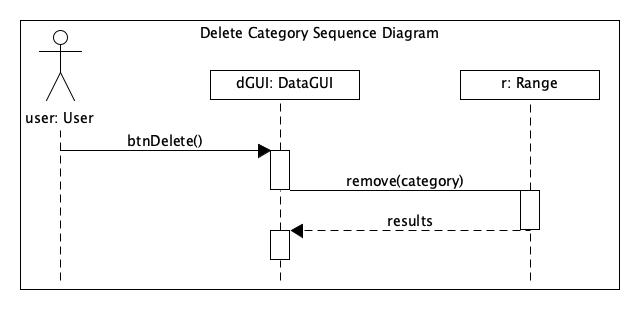 Delete Category Sequence Diagram
dGUI: DataGUI
r: Range
user: User
btnDelete()
remove(category)
results